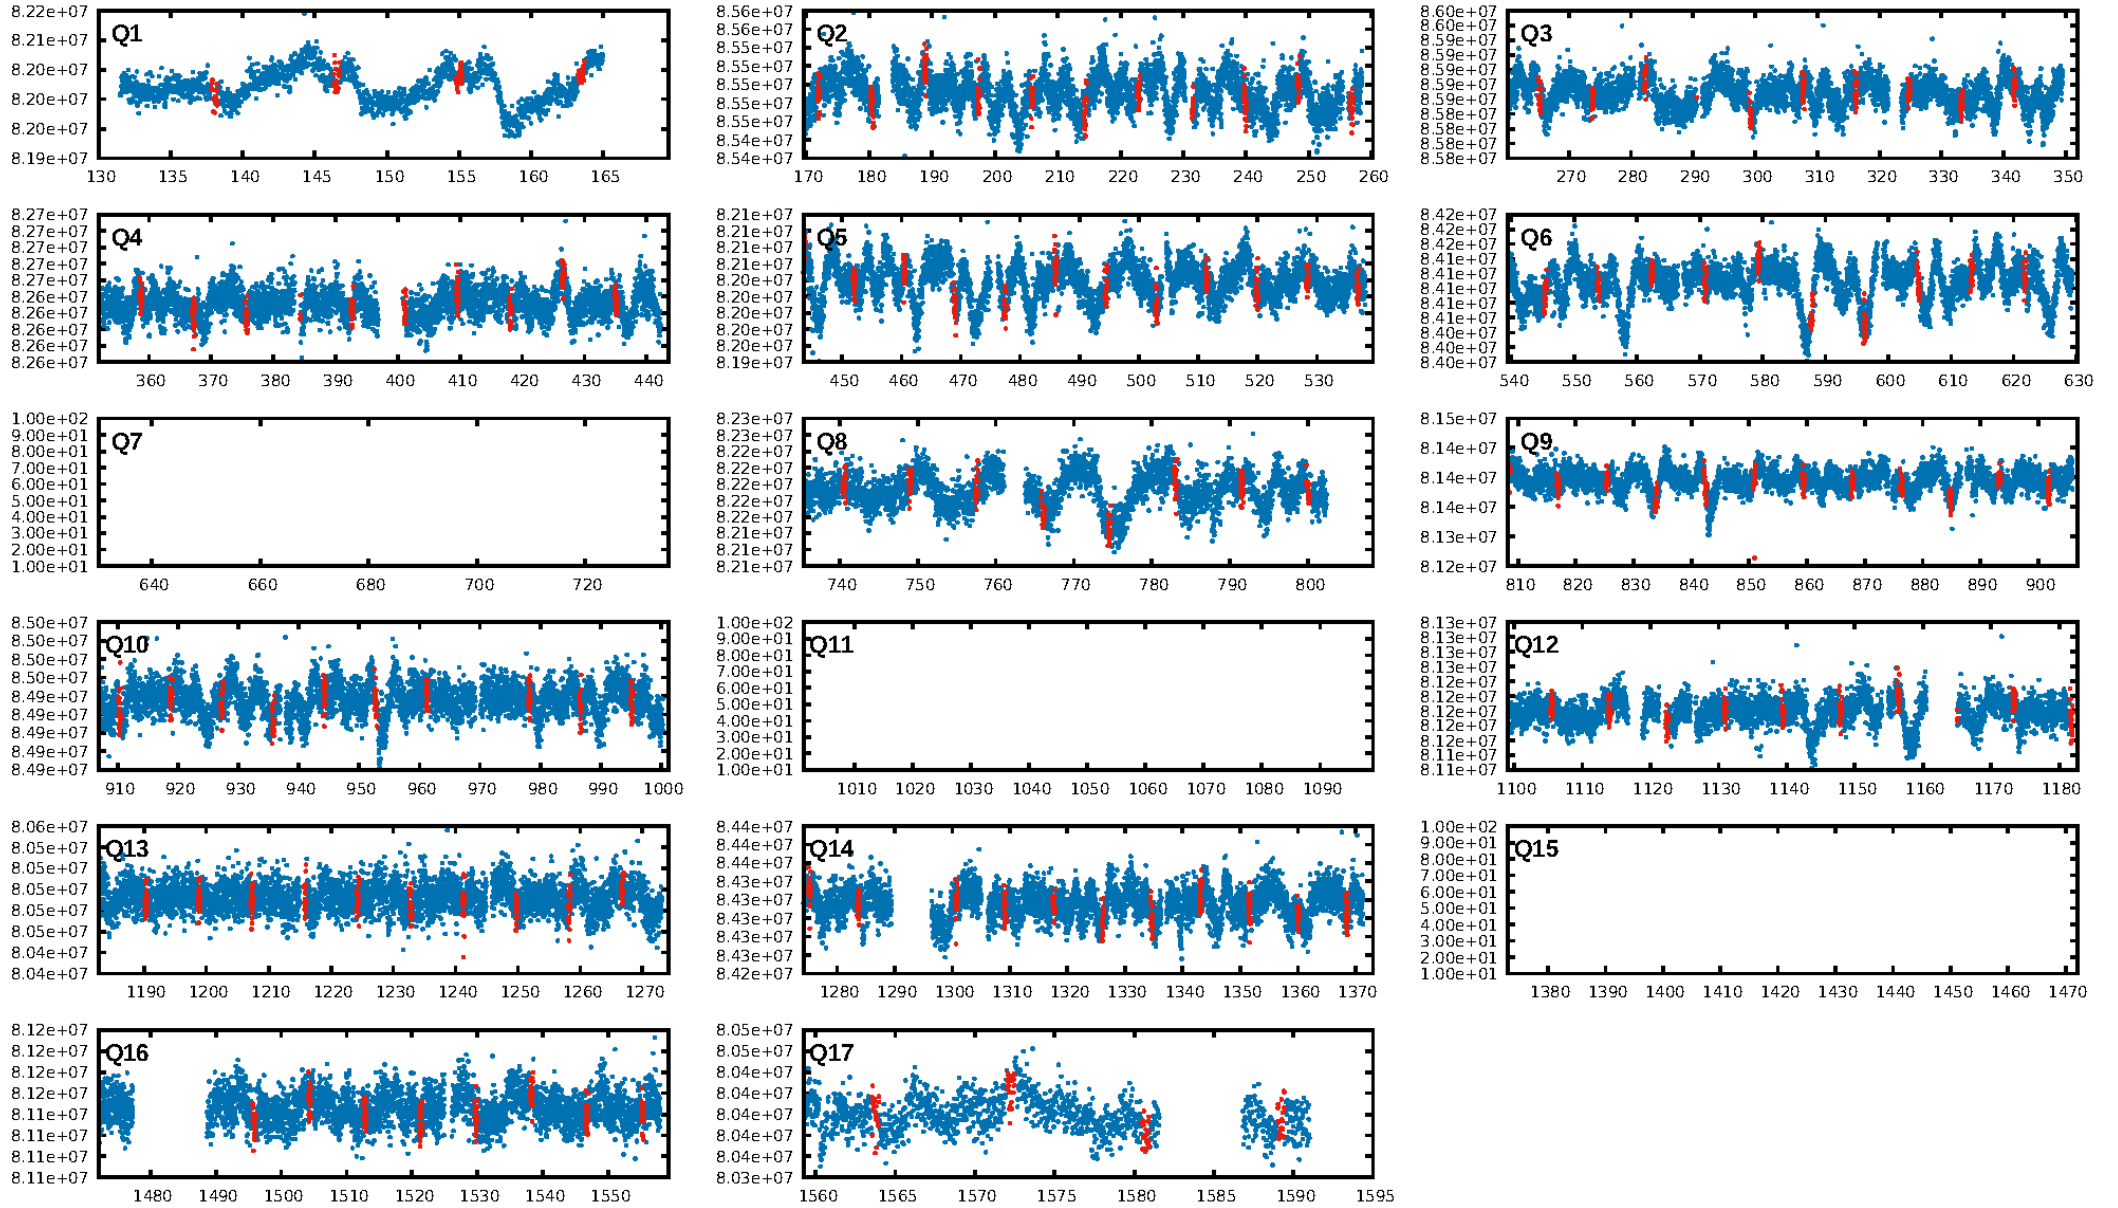 8.22e+07 8.21e+07 8.20e+07 8.20e+07 8.20e+07 8.19e+07
Q1
130 135 140 145 150 155 160 165
8.56e+07 8.56e+07 8.55e+07 8.55e+07 8.55e+07 8.55e+07 8.55e+07 8.54e+07 8.54e+07
Q2
170 180 190 200 210 220 230 240 250 260
8.60e+07 8.60e+07 8.59e+07 8.59e+07 8.59e+07 8.59e+07 8.59e+07 8.58e+07 8.58e+07 8.58e+07 8.58e+07
Q3
270 280 290 300 310 320 330 340 350
8.27e+07 8.27e+07 8.27e+07 8.27e+07 8.26e+07 8.26e+07 8.26e+07 8.26e+07 8.26e+07
Q4
360 370 380 390 400 410 420 430 440
8.21e+07 8.21e+07 8.21e+07 8.21e+07 8.20e+07 8.20e+07 8.20e+07 8.20e+07 8.19e+07
Q5
450 460 470 480 490 500 510 520 530
8.42e+07 8.42e+07 8.41e+07 8.41e+07 8.41e+07 8.41e+07 8.41e+07 8.40e+07 8.40e+07 8.40e+07
Q6
540 550 560 570 580 590 600 610 620 630
1.00e+02 9.00e+01 8.00e+01 7.00e+01 6.00e+01 5.00e+01 4.00e+01 3.00e+01 2.00e+01 1.00e+01
Q7
640 660 680 700 720
8.23e+07 8.23e+07 8.22e+07 8.22e+07 8.22e+07 8.22e+07 8.22e+07 8.21e+07 8.21e+07
Q8
740 750 760 770 780 790 800
8.15e+07 8.14e+07 8.14e+07 8.14e+07 8.13e+07 8.12e+07
Q9
810 820 830 840 850 860 870 880 890 900
8.50e+07 8.50e+07 8.50e+07 8.50e+07 8.49e+07 8.49e+07 8.49e+07 8.49e+07 8.49e+07
Q10
910 920 930 940 950 960 970 980 990 1000
1.00e+02 9.00e+01 8.00e+01 7.00e+01 6.00e+01 5.00e+01 4.00e+01 3.00e+01 2.00e+01 1.00e+01
Q11
1010 1020 1030 1040 1050 1060 1070 1080 1090
8.13e+07 8.13e+07 8.13e+07 8.13e+07 8.12e+07 8.12e+07 8.12e+07 8.12e+07 8.12e+07 8.11e+07 8.11e+07
Q12
1100 1110 1120 1130 1140 1150 1160 1170 1180
8.06e+07 8.05e+07 8.05e+07 8.05e+07 8.05e+07 8.05e+07 8.04e+07 8.04e+07
Q13
1190 1200 1210 1220 1230 1240 1250 1260 1270
8.44e+07 8.44e+07 8.44e+07 8.43e+07 8.43e+07 8.43e+07 8.43e+07 8.43e+07 8.42e+07
Q14
1280 1290 1300 1310 1320 1330 1340 1350 1360 1370
1.00e+02 9.00e+01 8.00e+01 7.00e+01 6.00e+01 5.00e+01 4.00e+01 3.00e+01 2.00e+01 1.00e+01
Q15
1380 1390 1400 1410 1420 1430 1440 1450 1460 1470
8.12e+07 8.12e+07 8.12e+07 8.12e+07 8.11e+07 8.11e+07 8.11e+07 8.11e+07
Q16
1480 1490 1500 1510 1520 1530 1540 1550
8.05e+07 8.05e+07 8.04e+07 8.04e+07 8.04e+07 8.04e+07 8.04e+07 8.03e+07
Q17
1560 1565 1570 1575 1580 1585 1590 1595